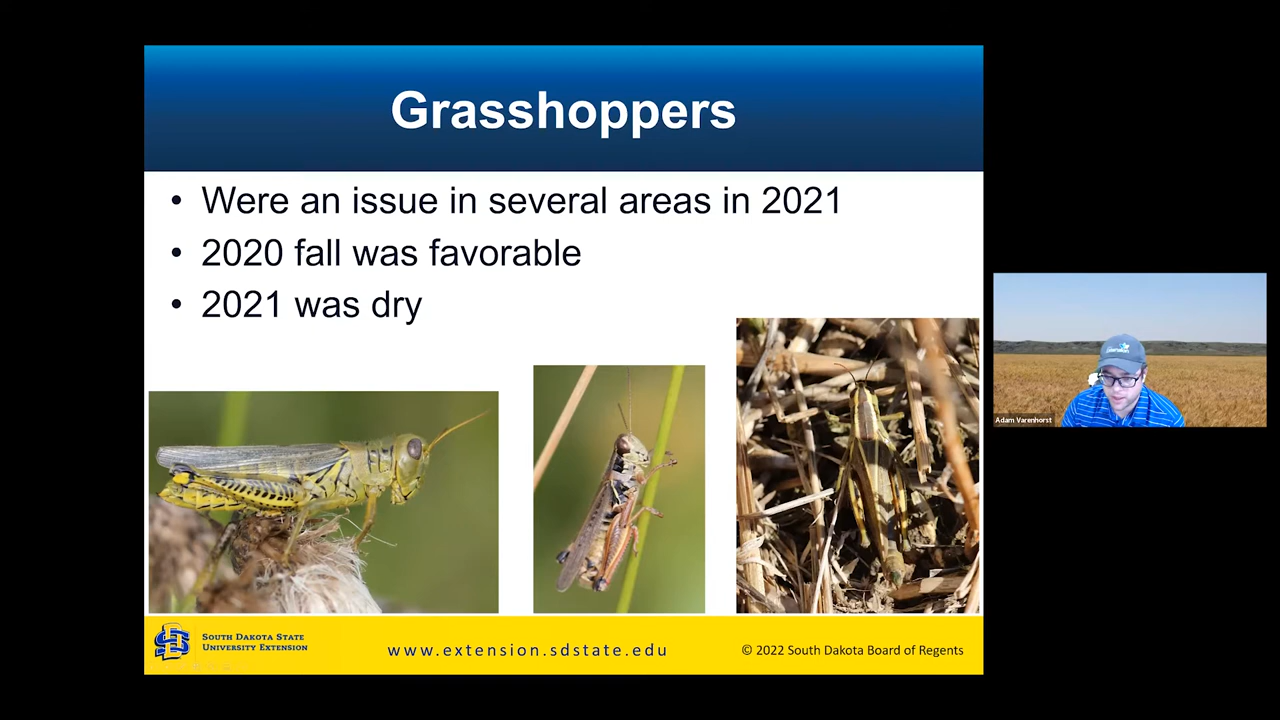 Grasshoppers
• Were an issue in several areas in 2021
• 2020 fall was favorable
• 2021 was dry
Adam Varenhorst
SOUTH DAKOTA STATE
UNIVERSITY EXTENSION
www.extension.sdstate.edu
© 2022 South Dakota Board of Regents